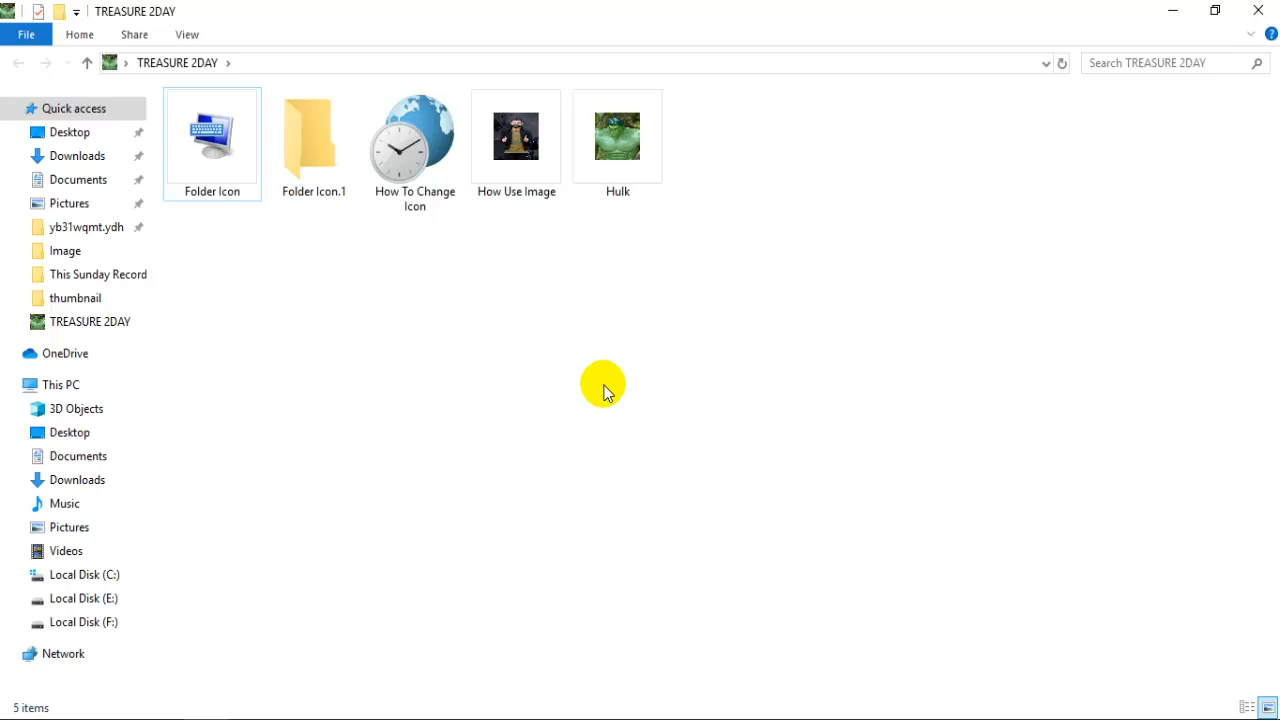 TREASURE 2DAY
File Home Share View
TREASURE 2DAY
Search TREASURE 2DAY
Quick access
Desktop
Downloads
Documents
Pictures
yb31wqmt.ydh
Image
This Sunday Record
thumbnail
TREASURE 2DAY
OneDrive
This PC
3D Objects
Desktop
Documents
Downloads
Music
Pictures
Videos
Local Disk (C:)
Local Disk (E:)
Local Disk (F:)
Network
Folder Icon
Folder Icon.1
How To Change
Icon
How Use Image
Hulk
5 items